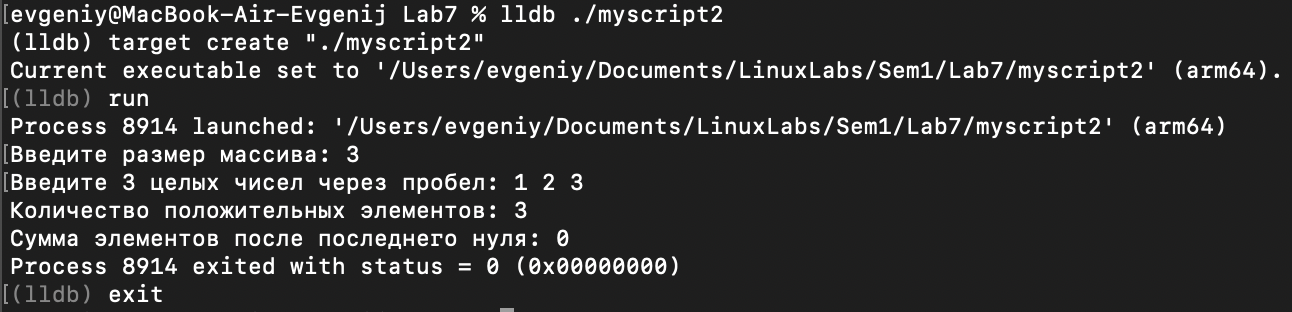 [evgeniy@MacBook-Air-Evgenij Lab7 % lldb ./myscript2
(lldb) target create "./myscript2"
Current executable set to '/Users/evgeniy/Documents/LinuxLabs/Sem1/Lab7/myscript2' (arm64).
[(lldb) run
Process 8914 launched: '/Users/evgeniy/Documents/LinuxLabs/Sem1/Lab7/myscript2' (arm64)
[Введите размер массива: 3
[Введите 3 целых чисел через пробел: 1 2 3
Количество положительных элементов: 3
Сумма элементов после последнего нуля: 0
Process 8914 exited with status = 0 (0x00000000)
[(lldb) exit